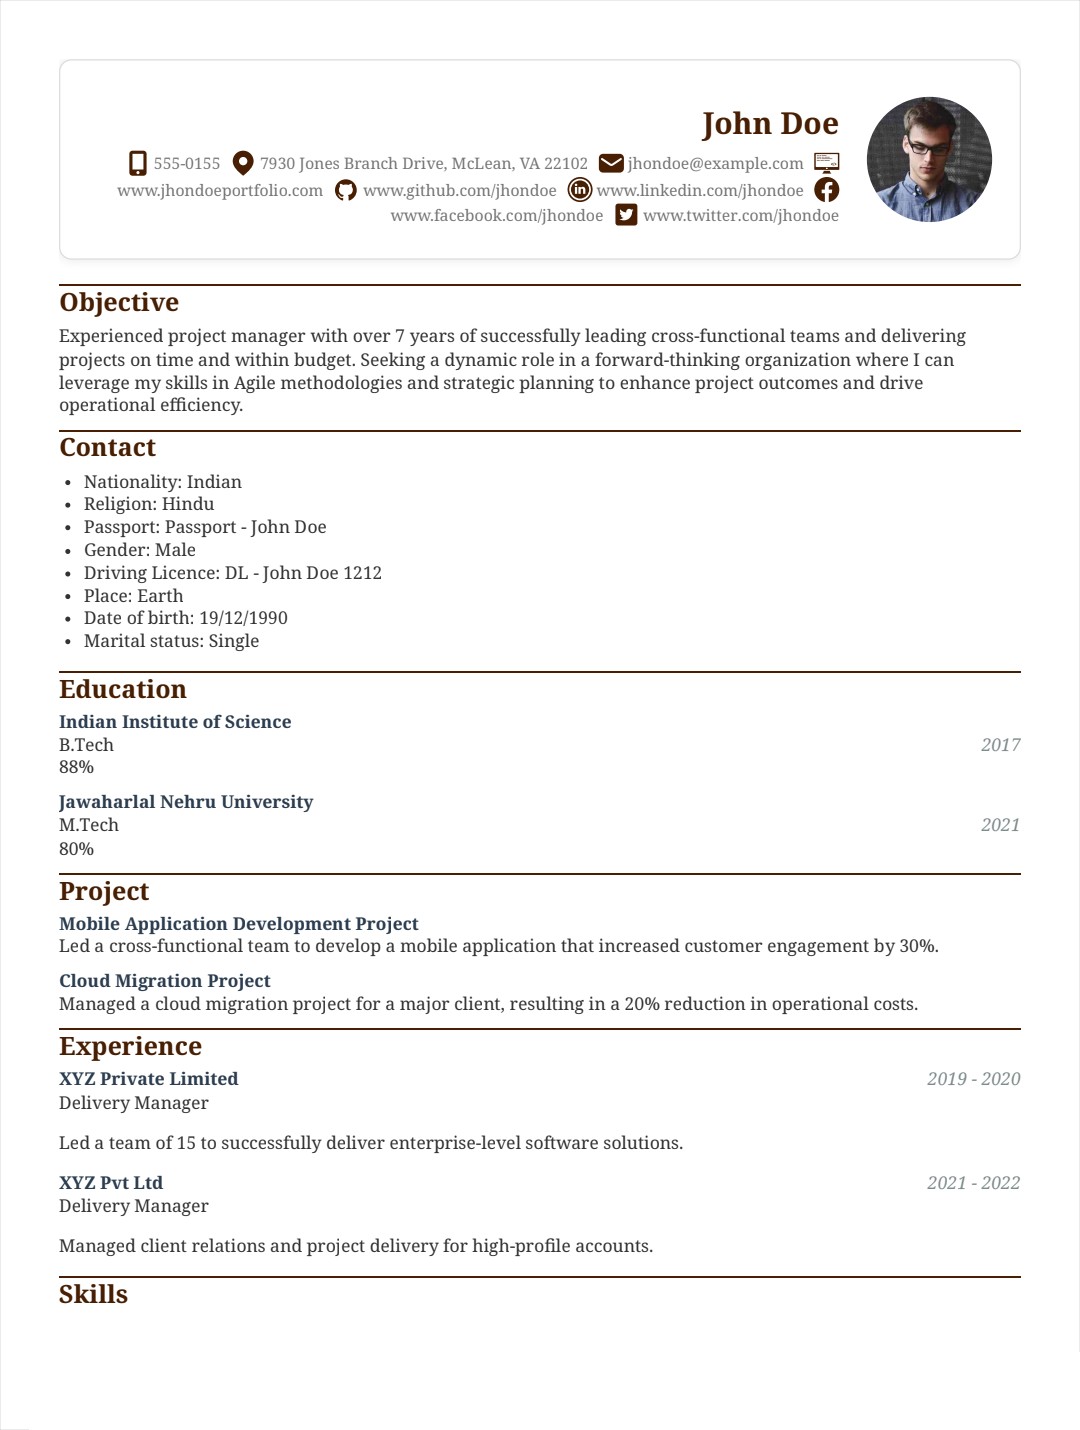 John Doe
555-0155 7930 Jones Branch Drive, McLean, VA 22102 jhondoe@example.com
www.jhondoeportfolio.com www.github.com/jhondoe www.linkedin.com/jhondoe
www.facebook.com/jhondoe www.twitter.com/jhondoe
Objective
Experienced project manager with over 7 years of successfully leading cross-functional teams and delivering
projects on time and within budget. Seeking a dynamic role in a forward-thinking organization where I can
leverage my skills in Agile methodologies and strategic planning to enhance project outcomes and drive
operational efficiency.
Contact
• Nationality: Indian
• Religion: Hindu
• Passport: Passport - John Doe
• Gender: Male
• Driving Licence: DL - John Doe 1212
• Place: Earth
• Date of birth: 19/12/1990
• Marital status: Single
Education
Indian Institute of Science
B.Tech 2017
88%
Jawaharlal Nehru University
M.Tech 2021
80%
Project
Mobile Application Development Project
Led a cross-functional team to develop a mobile application that increased customer engagement by 30%.
Cloud Migration Project
Managed a cloud migration project for a major client, resulting in a 20% reduction in operational costs.
Experience
XYZ Private Limited 2019 - 2020
Delivery Manager
Led a team of 15 to successfully deliver enterprise-level software solutions.
XYZ Pvt Ltd 2021 - 2022
Delivery Manager
Managed client relations and project delivery for high-profile accounts.
Skills